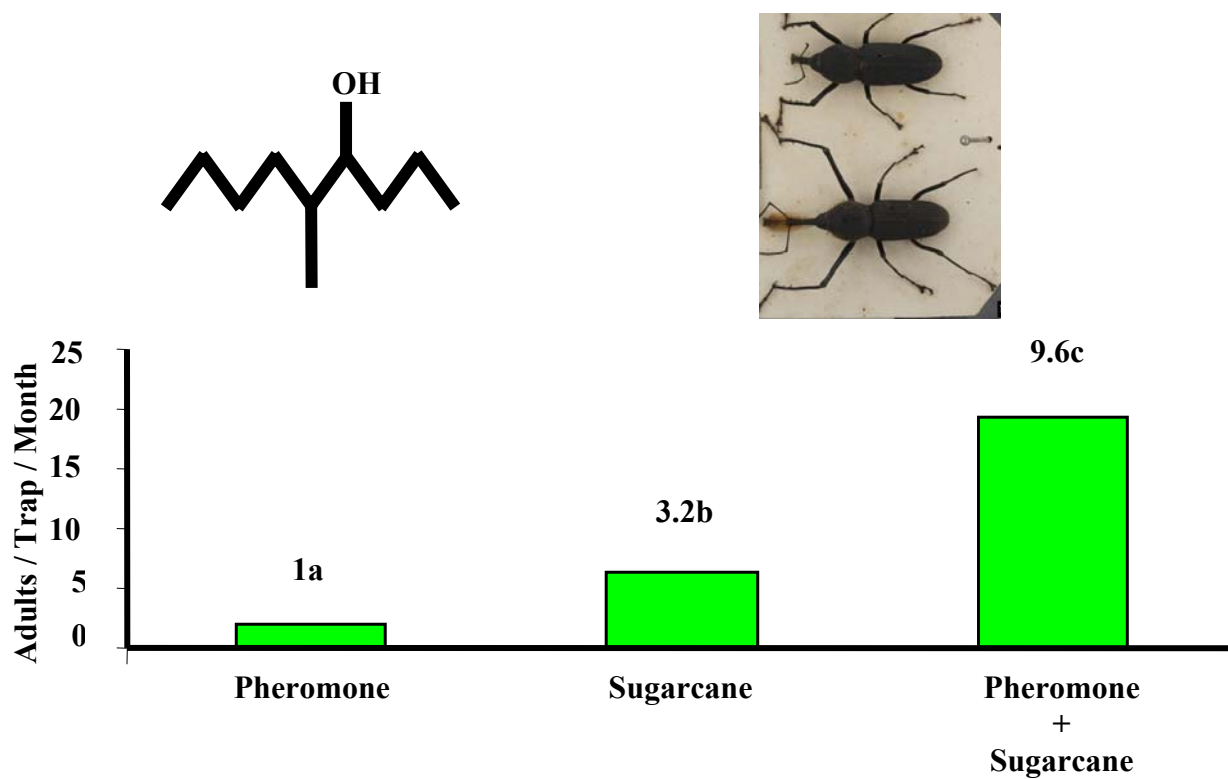 OH
9.6c
3.2b
1a
Adults / Trap / Month
25
20
15
10
5
0
Pheromone
Sugarcane
Pheromone
+
Sugarcane